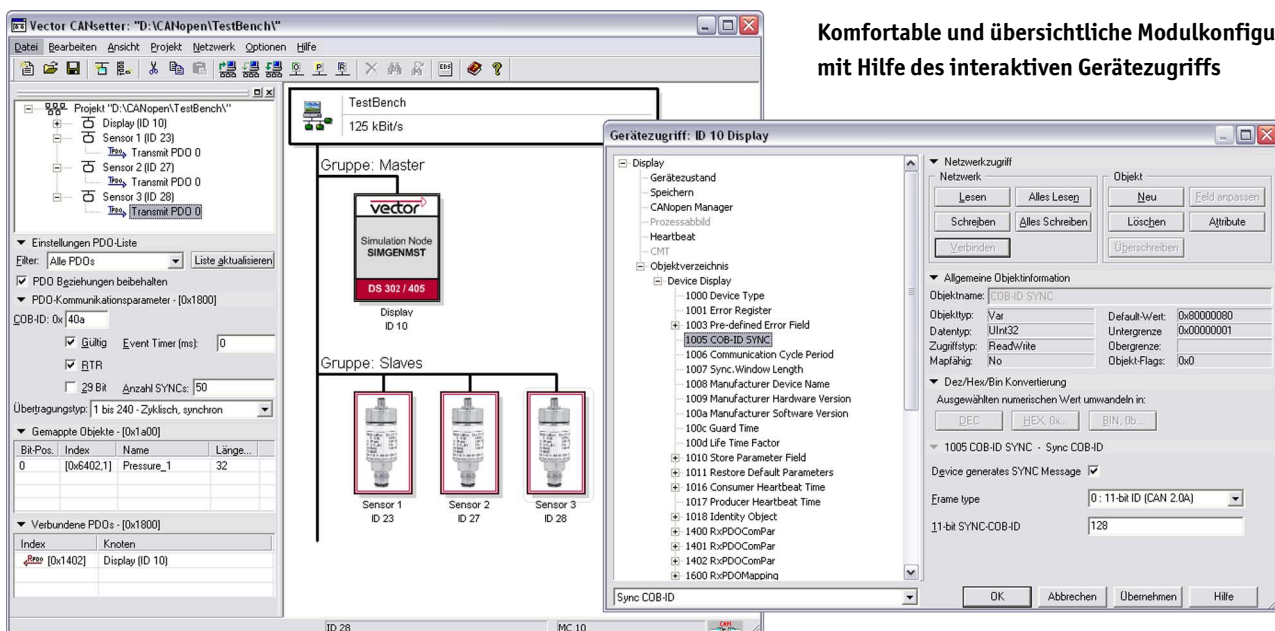 Komfortable und übersichtliche Modulkonfigu
mit Hilfe des interaktiven Gerätezugriffs
Vector CANsetter: "D:\CANopen\TestBench\"
Datei Bearbeiten Ansicht Projekt Netzwerk Optionen Hilfe
EDS
Projekt "D:\CANopen\TestBench\"
Display (ID 10)
Sensor 1 (ID 23)
Transmit PDO 0
Sensor 2 (ID 27)
Transmit PDO 0
Sensor 3 (ID 28)
Transmit PDO 0
Einstellungen PDO-Liste
Filter: Alle PDOs Liste aktualisieren
PDO Beziehungen beibehalten
PDO-Kommunikationsparameter - [0x1800]
COB-ID: 0x 40a
Gültig Event Timer (ms): 0
RTR
29 Bit Anzahl SYNCs: 50
Übertragungstyp: 1 bis 240 - Zyklisch, synchron
Gemappte Objekte - [0x1a00]
Bit-Pos. Index Name Länge...
0 [0x6402,1] Pressure_1 32
Verbundene PDOs - [0x1800]
Index Knoten
[0x1402] Display (ID 10)
TestBench
125 kBit/s
Gruppe: Master
vector
Simulation Node
SIMGENMST
DS 302 / 405
Display
ID 10
Gruppe: Slaves
Sensor 1
ID 23
Sensor 2
ID 27
Sensor 3
ID 28
ID 28 MC 10
CAN
Gerätezugriff: ID 10 Display
Display
Gerätezustand
Speichern
CANopen Manager
Prozessabbild
Heartbeat
CMT
Objektverzeichnis
Device Display
1000 Device Type
1001 Error Register
1003 Pre-defined Error Field
1005 COB-ID SYNC
1006 Communication Cycle Period
1007 Sync.Window Length
1008 Manufacturer Device Name
1009 Manufacturer Hardware Version
100a Manufacturer Software Version
100c Guard Time
100d Life Time Factor
1010 Store Parameter Field
1011 Restore Default Parameters
1016 Consumer Heartbeat Time
1017 Producer Heartbeat Time
1018 Identity Object
1400 RxPDOComPar
1401 RxPDOComPar
1402 RxPDOComPar
1600 RxPDOMapping
Sync COB-ID
Netzwerkzugriff
Netzwerk
Lesen Alles Lesen
Schreiben Alles Schreiben
Verbinden
Objekt
Neu Feld anpassen
Löschen Attribute
Überschreiben
Allgemeine Objektinformation
Objektname: COB-ID SYNC
Objekttyp: Var Default-Wert: 0x80000080
Datentyp: UInt32 Untergrenze 0x00000001
Zugriffstyp: ReadWrite Obergrenze:
Mapfähig: No Objekt-Flags: 0x0
Dez/Hex/Bin Konvertierung
Ausgewählten numerischen Wert umwandeln in:
DEC HEX, 0x... BIN, 0b...
1005 COB-ID SYNC - Sync COB-ID
Device generates SYNC Message
Frame type 0 : 11-bit ID (CAN 2.0A)
11-bit SYNC-COB-ID 128
OK Abbrechen Übernehmen Hilfe